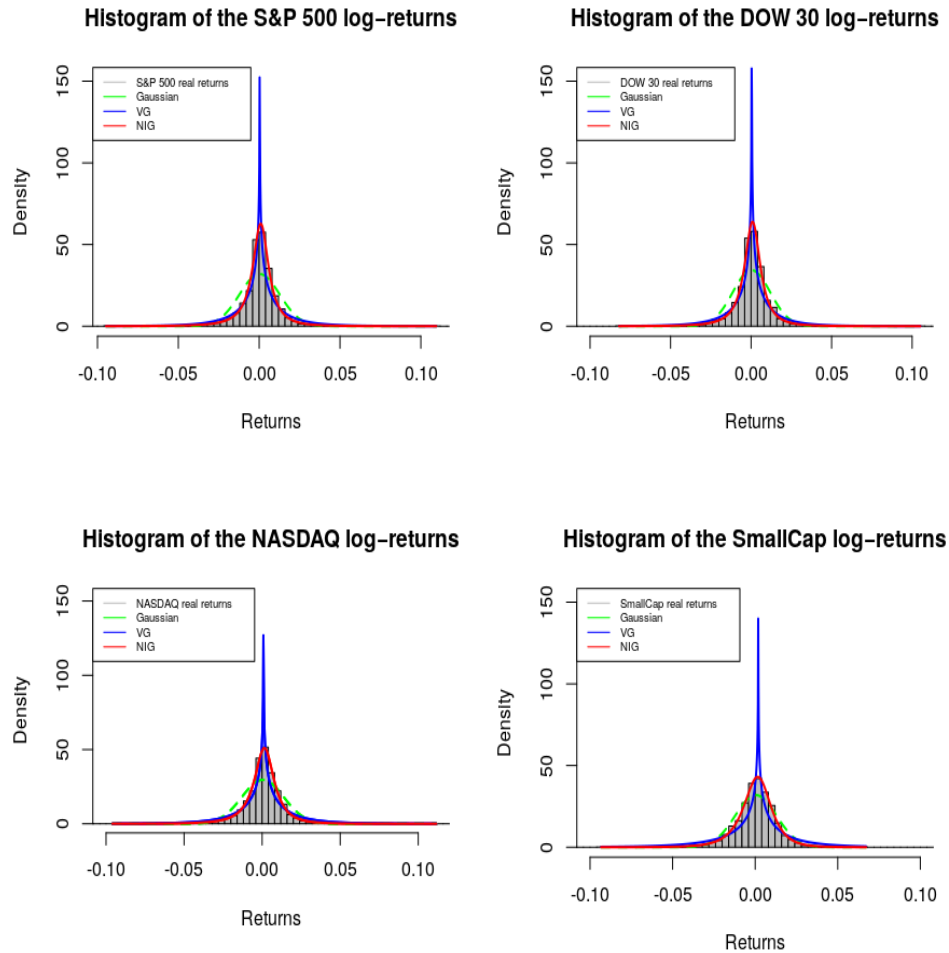 Histogram of the S&P 500 log−returns
Density
150
100
50
0
S&P 500 real returns
Gaussian
VG
NIG
-0.10 -0.05 0.00 0.05 0.10
Returns
Histogram of the DOW 30 log−returns
Density
150
100
50
0
DOW 30 real returns
Gaussian
VG
NIG
-0.10 -0.05 0.00 0.05 0.10
Returns
Histogram of the NASDAQ log−returns
Density
150
100
50
0
NASDAQ real returns
Gaussian
VG
NIG
-0.10 -0.05 0.00 0.05 0.10
Returns
Histogram of the SmallCap log−returns
Density
150
100
50
0
SmallCap real returns
Gaussian
VG
NIG
-0.10 -0.05 0.00 0.05 0.10
Returns